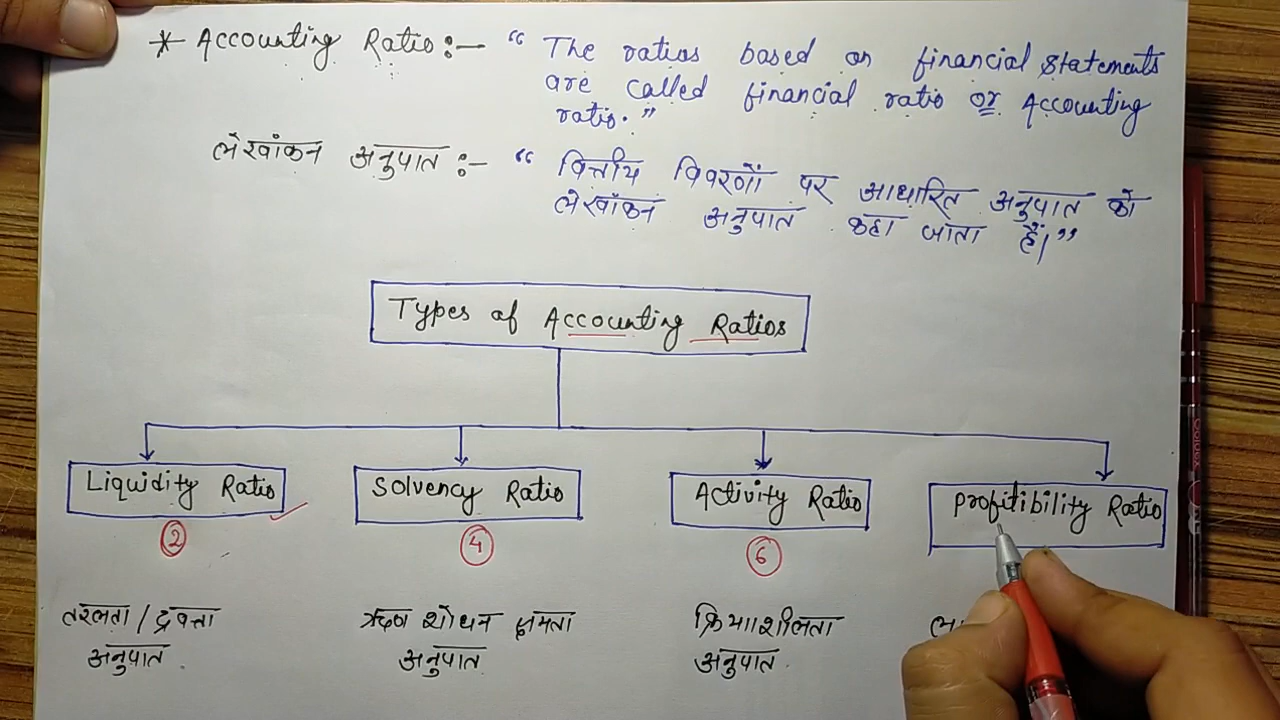 * Accounting Ratio:— “ The ratios based on financial statements
are called financial ratio or Accounting
ratio.”
लेखांकन अनुपात :- “ वित्तीय विवरणों पर आधारित अनुपात को
लेखांकन अनुपात कहा जाता हैं।”
Types of Accounting Ratios
Liquidity Ratio
Solvency Ratio
Activity Ratio
Profitibility Ratio
2
4
6
तरलता / द्रवत्ता
अनुपात
ऋण शोधन क्षमता
अनुपात
क्रियाशीलता
अनुपात